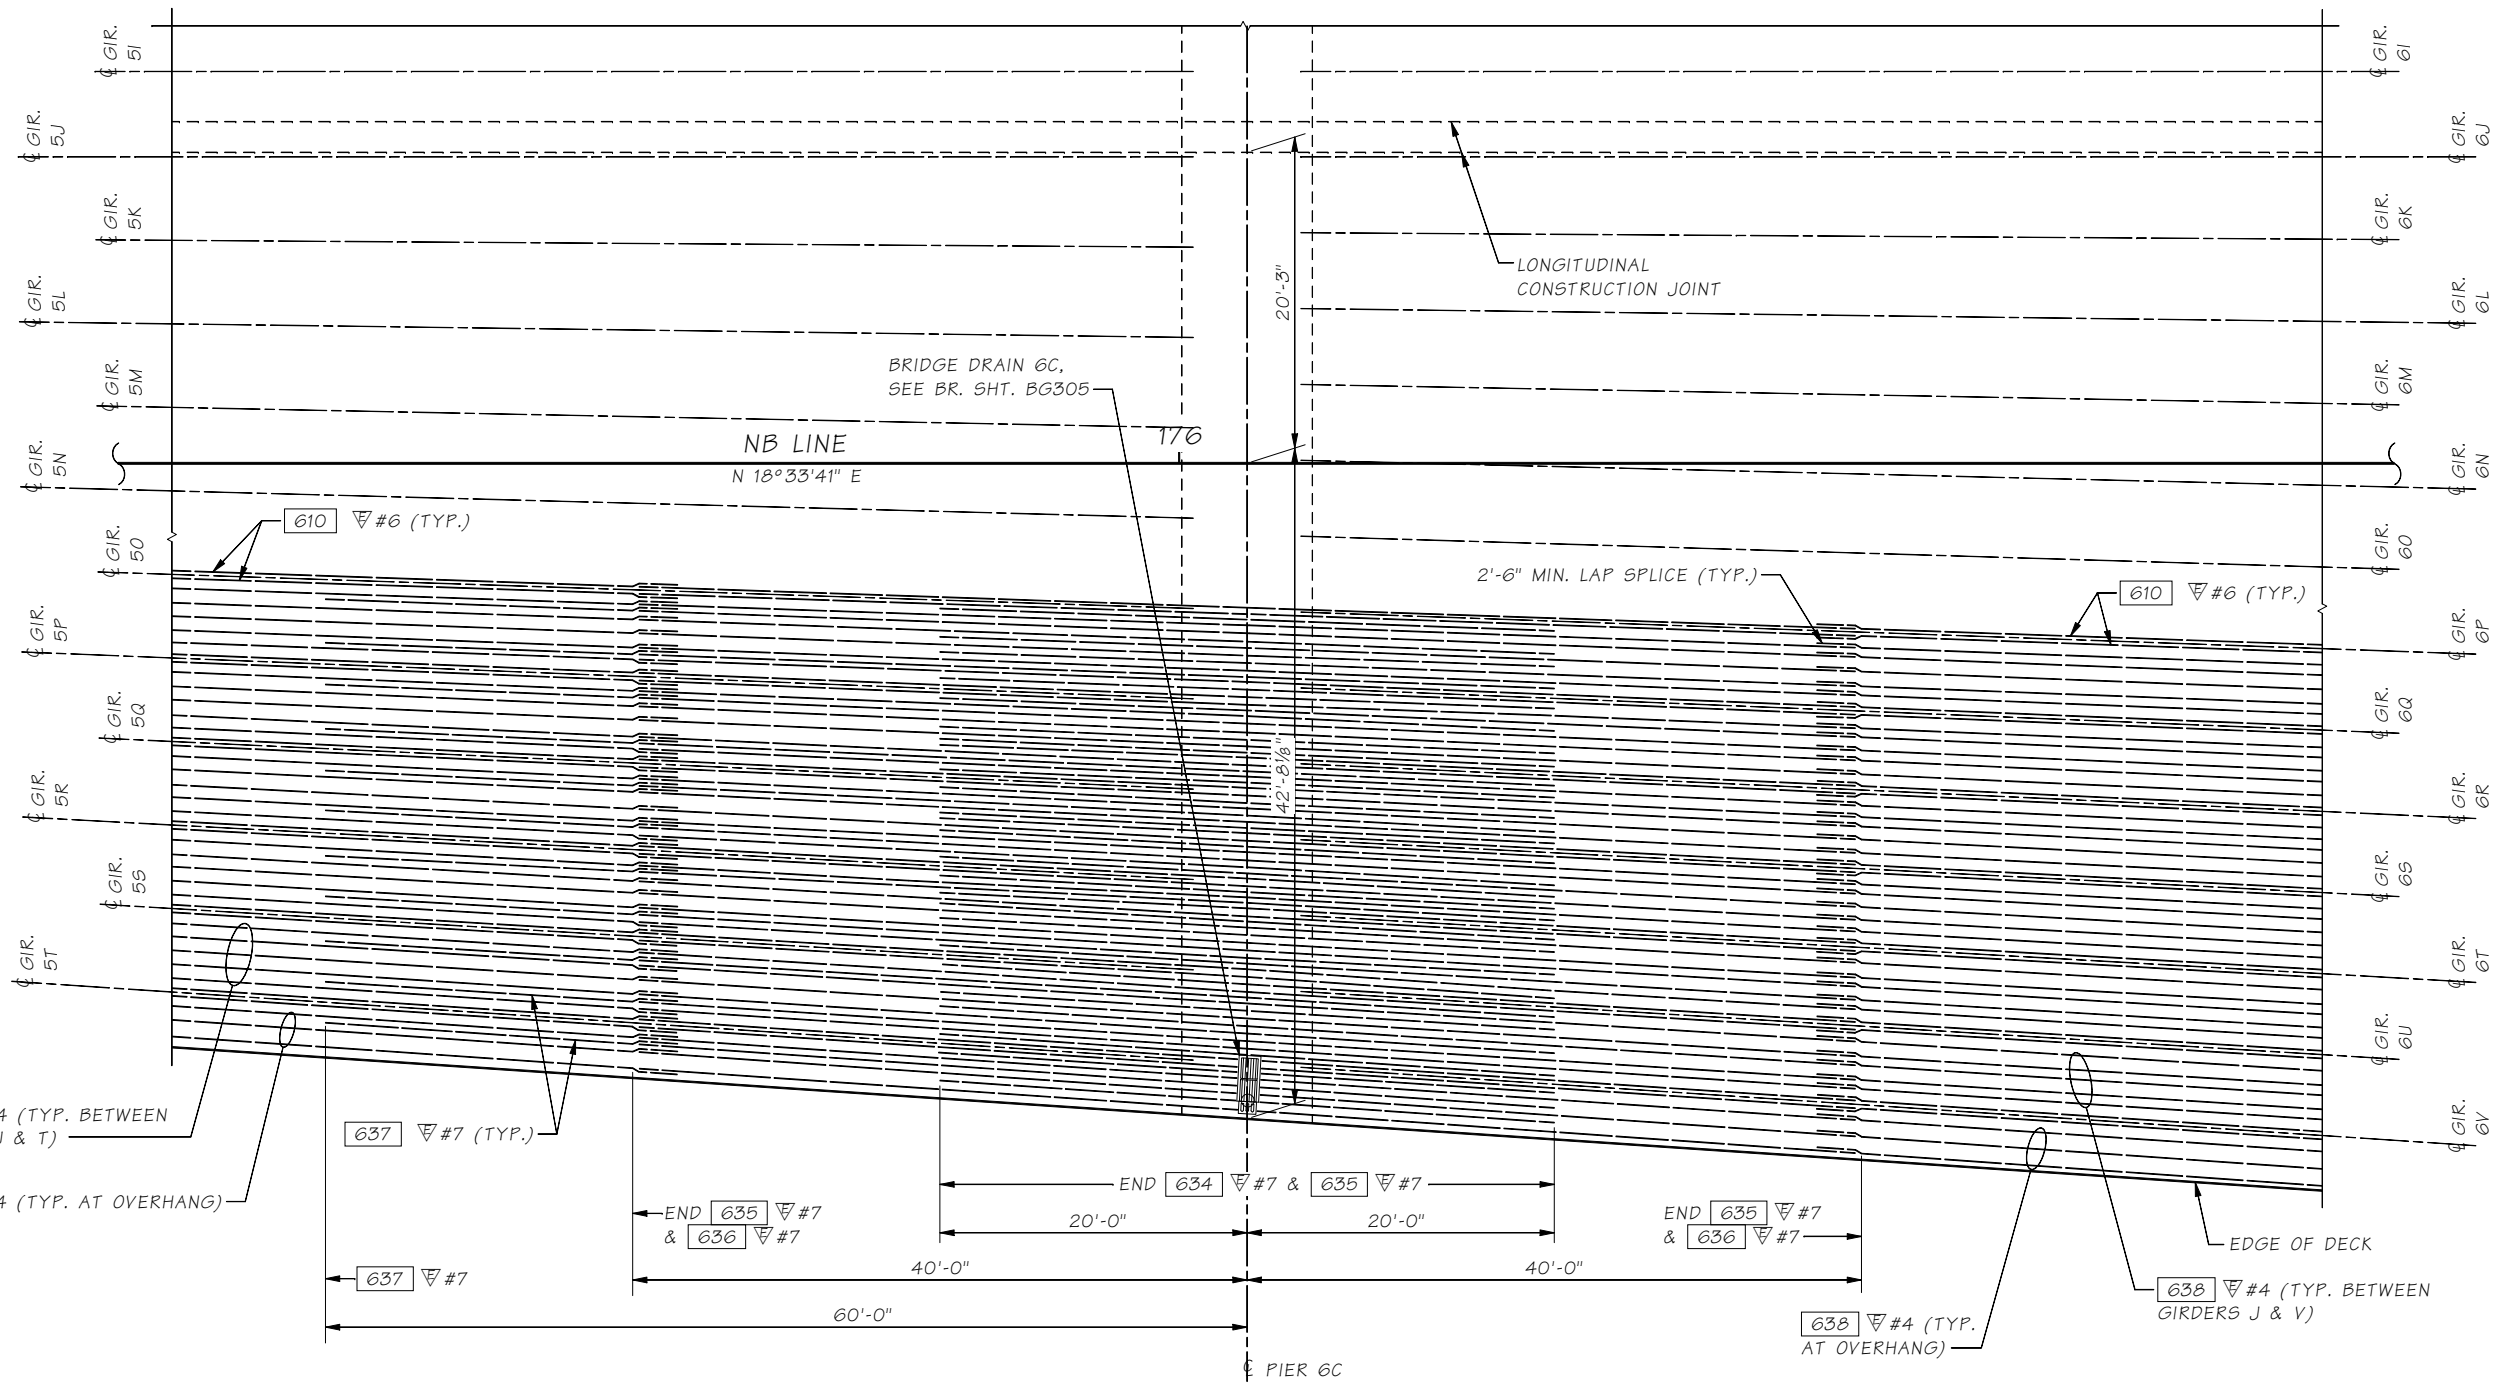 ℄ GIR.
5I
℄ GIR.
5J
℄ GIR.
5K
℄ GIR.
5L
℄ GIR.
5M
℄ GIR.
5N
℄ GIR.
5O
℄ GIR.
5P
℄ GIR.
5Q
℄ GIR.
5R
℄ GIR.
5S
℄ GIR.
5T
℄ GIR.
6I
℄ GIR.
6J
℄ GIR.
6K
℄ GIR.
6L
℄ GIR.
6M
℄ GIR.
6N
℄ GIR.
6O
℄ GIR.
6P
℄ GIR.
6Q
℄ GIR.
6R
℄ GIR.
6S
℄ GIR.
6T
℄ GIR.
6U
℄ GIR.
6V
LONGITUDINAL
CONSTRUCTION JOINT
20'-3"
BRIDGE DRAIN 6C,
SEE BR. SHT. BG305
NB LINE
176
N 18°33'41" E
610 E #6 (TYP.)
2'-6" MIN. LAP SPLICE (TYP.)
610 E #6 (TYP.)
42'-8⅛"
4 (TYP. BETWEEN
& T)
637 E #7 (TYP.)
4 (TYP. AT OVERHANG)
END 634 E #7 & 635 E #7
END 635 E #7
& 636 E #7
20'-0"
20'-0"
END 635 E #7
& 636 E #7
EDGE OF DECK
637 E #7
40'-0"
40'-0"
638 E #4 (TYP. BETWEEN
GIRDERS J & V)
60'-0"
638 E #4 (TYP.
AT OVERHANG)
℄ PIER 6C